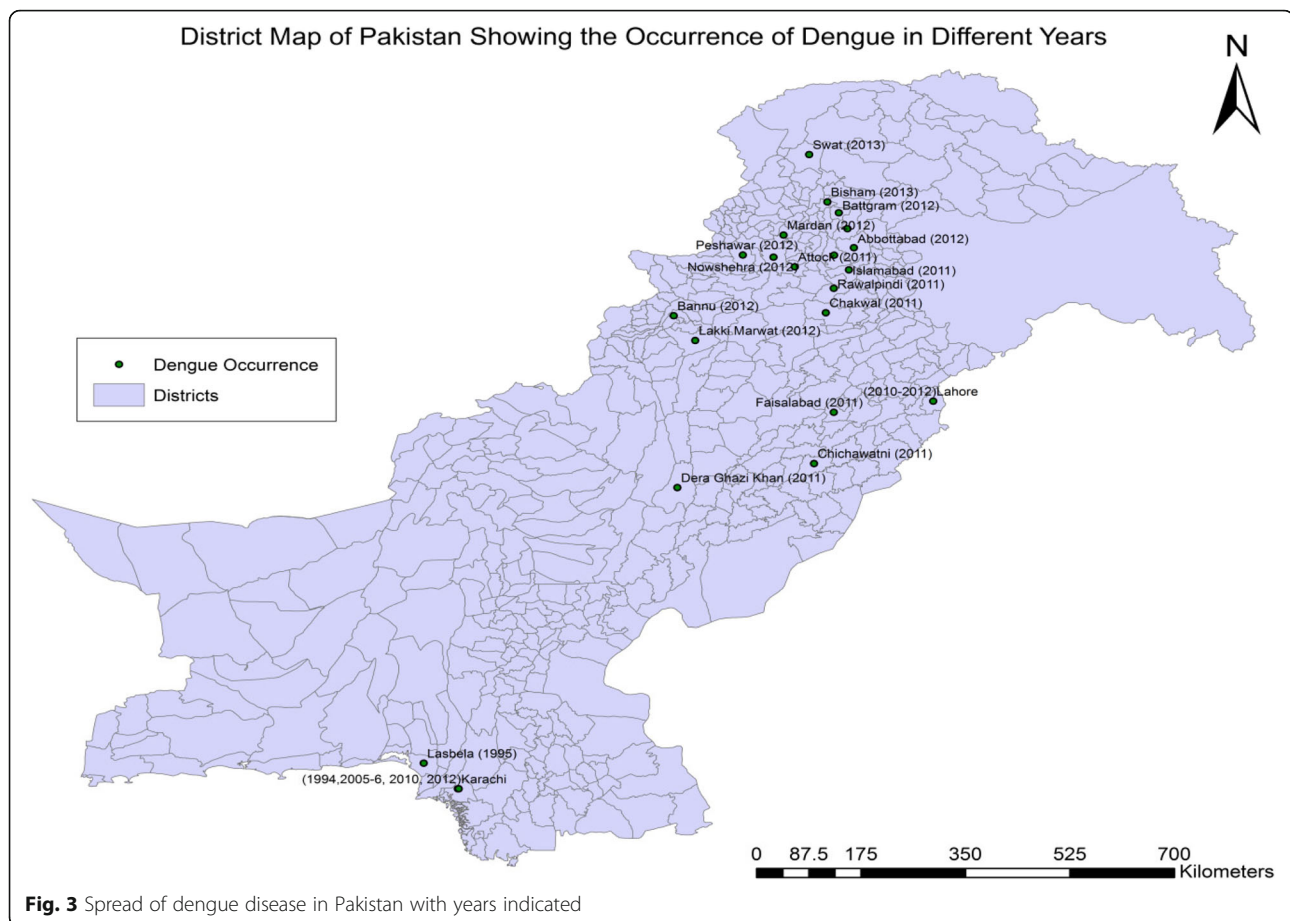 District Map of Pakistan Showing the Occurrence of Dengue in Different Years
N
Swat (2013)
Bisham (2013)
Battgram (2012)
Mardan (2012)
Abbottabad (2012)
Peshawar (2012)
Attock (2011)
Nowshehra (2012)
Islamabad (2011)
Rawalpindi (2011)
Chakwal (2011)
Bannu (2012)
Lakki Marwat (2012)
Dengue Occurrence
Districts
(2010-2012)Lahore
Faisalabad (2011)
Chichawatni (2011)
Dera Ghazi Khan (2011)
Lasbela (1995)
(1994,2005-6, 2010, 2012)Karachi
0 87.5 175 350 525 700
Kilometers
Fig. 3 Spread of dengue disease in Pakistan with years indicated